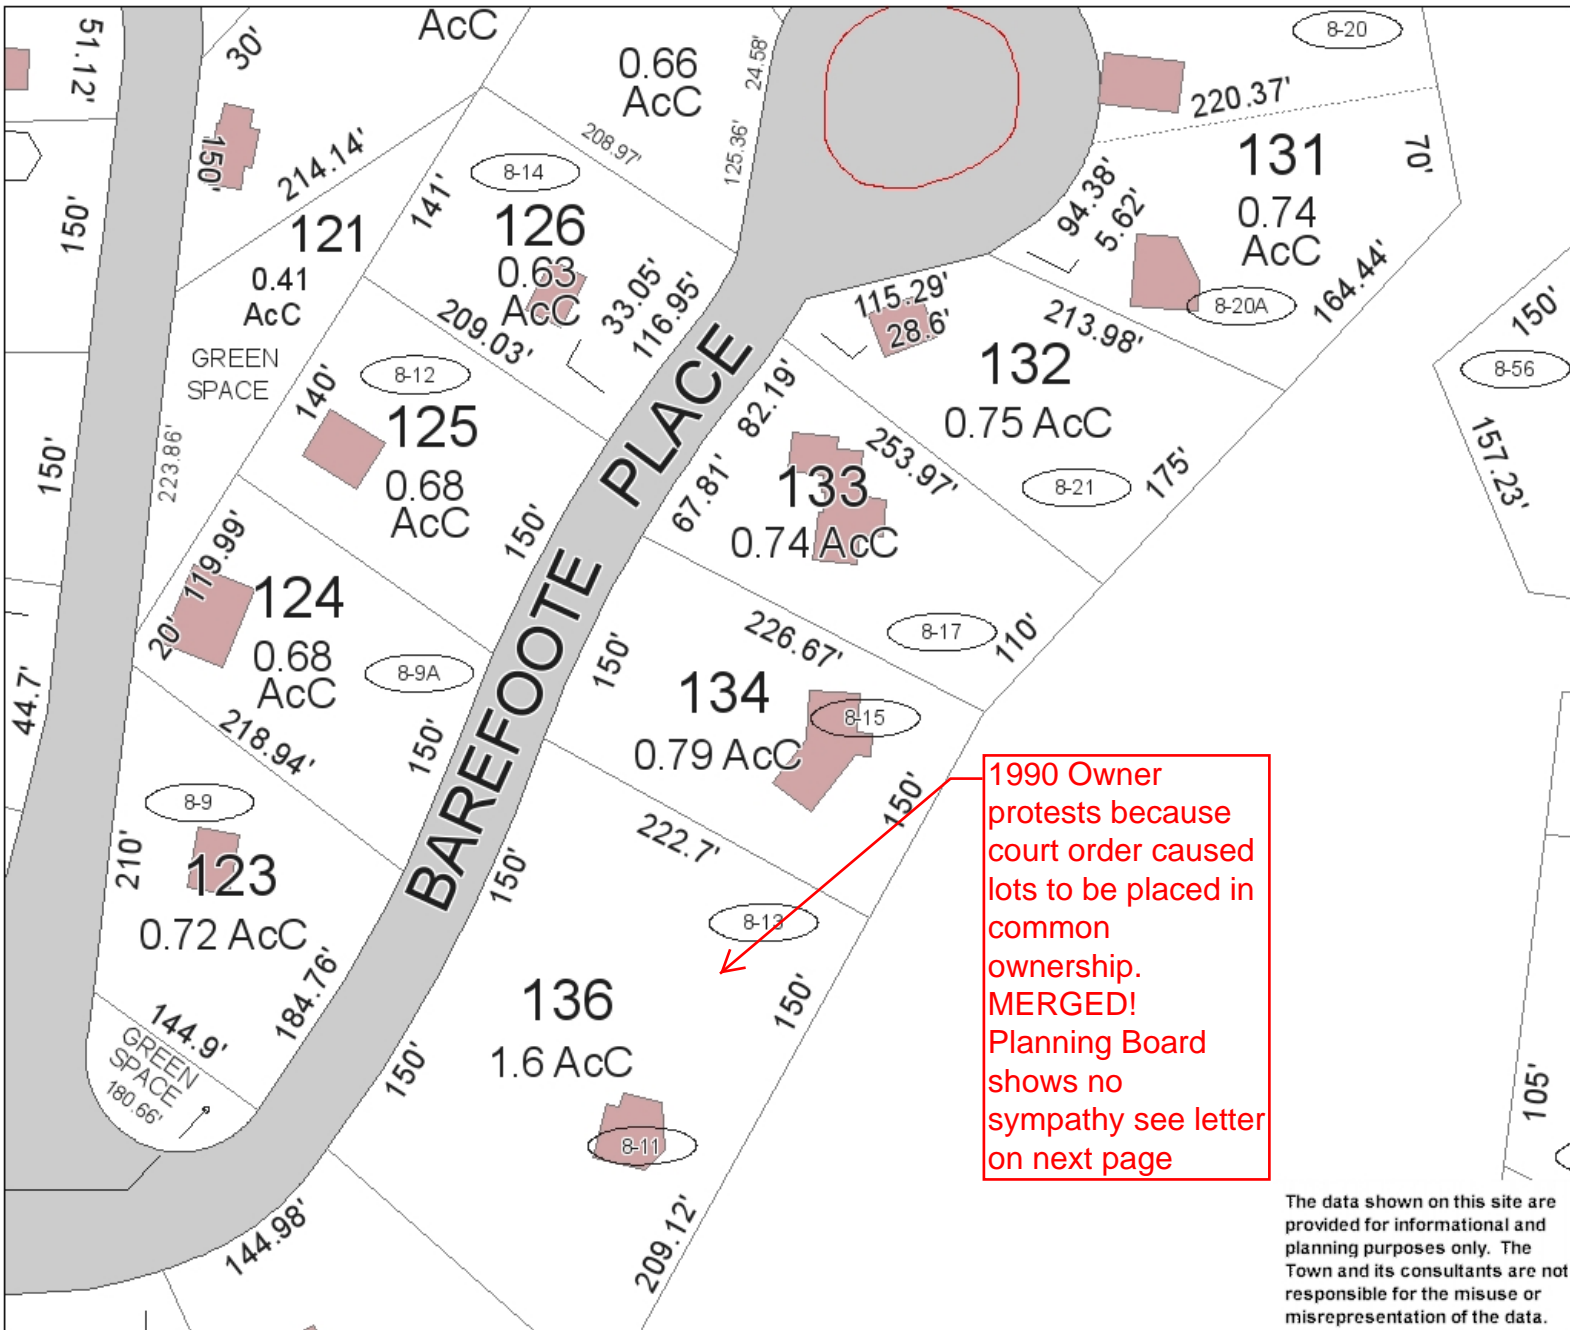 51.12'
30'
AcC
0.66
AcC
24.58'
125.36'
208.97'
8-20
220.37'
131
0.74
AcC
70'
94.38'
5.62'
8-20A
164.44'
150'
150'
214.14'
141'
8-14
126
0.63
AcC
33.05'
116.95'
121
0.41
AcC
GREEN
SPACE
209.03'
115.29'
28.6'
213.98'
132
0.75 AcC
8-21
175'
150'
8-56
157.23'
8-12
140'
125
0.68
AcC
150'
223.86'
150'
82.19'
67.81'
253.97'
133
0.74 AcC
8-17
110'
BAREFOOTE PLACE
119.99'
20'
124
0.68
AcC
8-9A
150'
218.94'
44.7'
150'
226.67'
134
0.79 AcC
8-15
150'
222.7'
8-9
123
0.72 AcC
210'
184.76'
144.9'
GREEN
SPACE
180.66'
150'
8-13
150'
136
1.6 AcC
150'
8-11
209.12'
144.98'
1990 Owner
protests because
court order caused
lots to be placed in
common
ownership.
MERGED!
Planning Board
shows no
sympathy see letter
on next page
105'
The data shown on this site are
provided for informational and
planning purposes only. The
Town and its consultants are not
responsible for the misuse or
misrepresentation of the data.